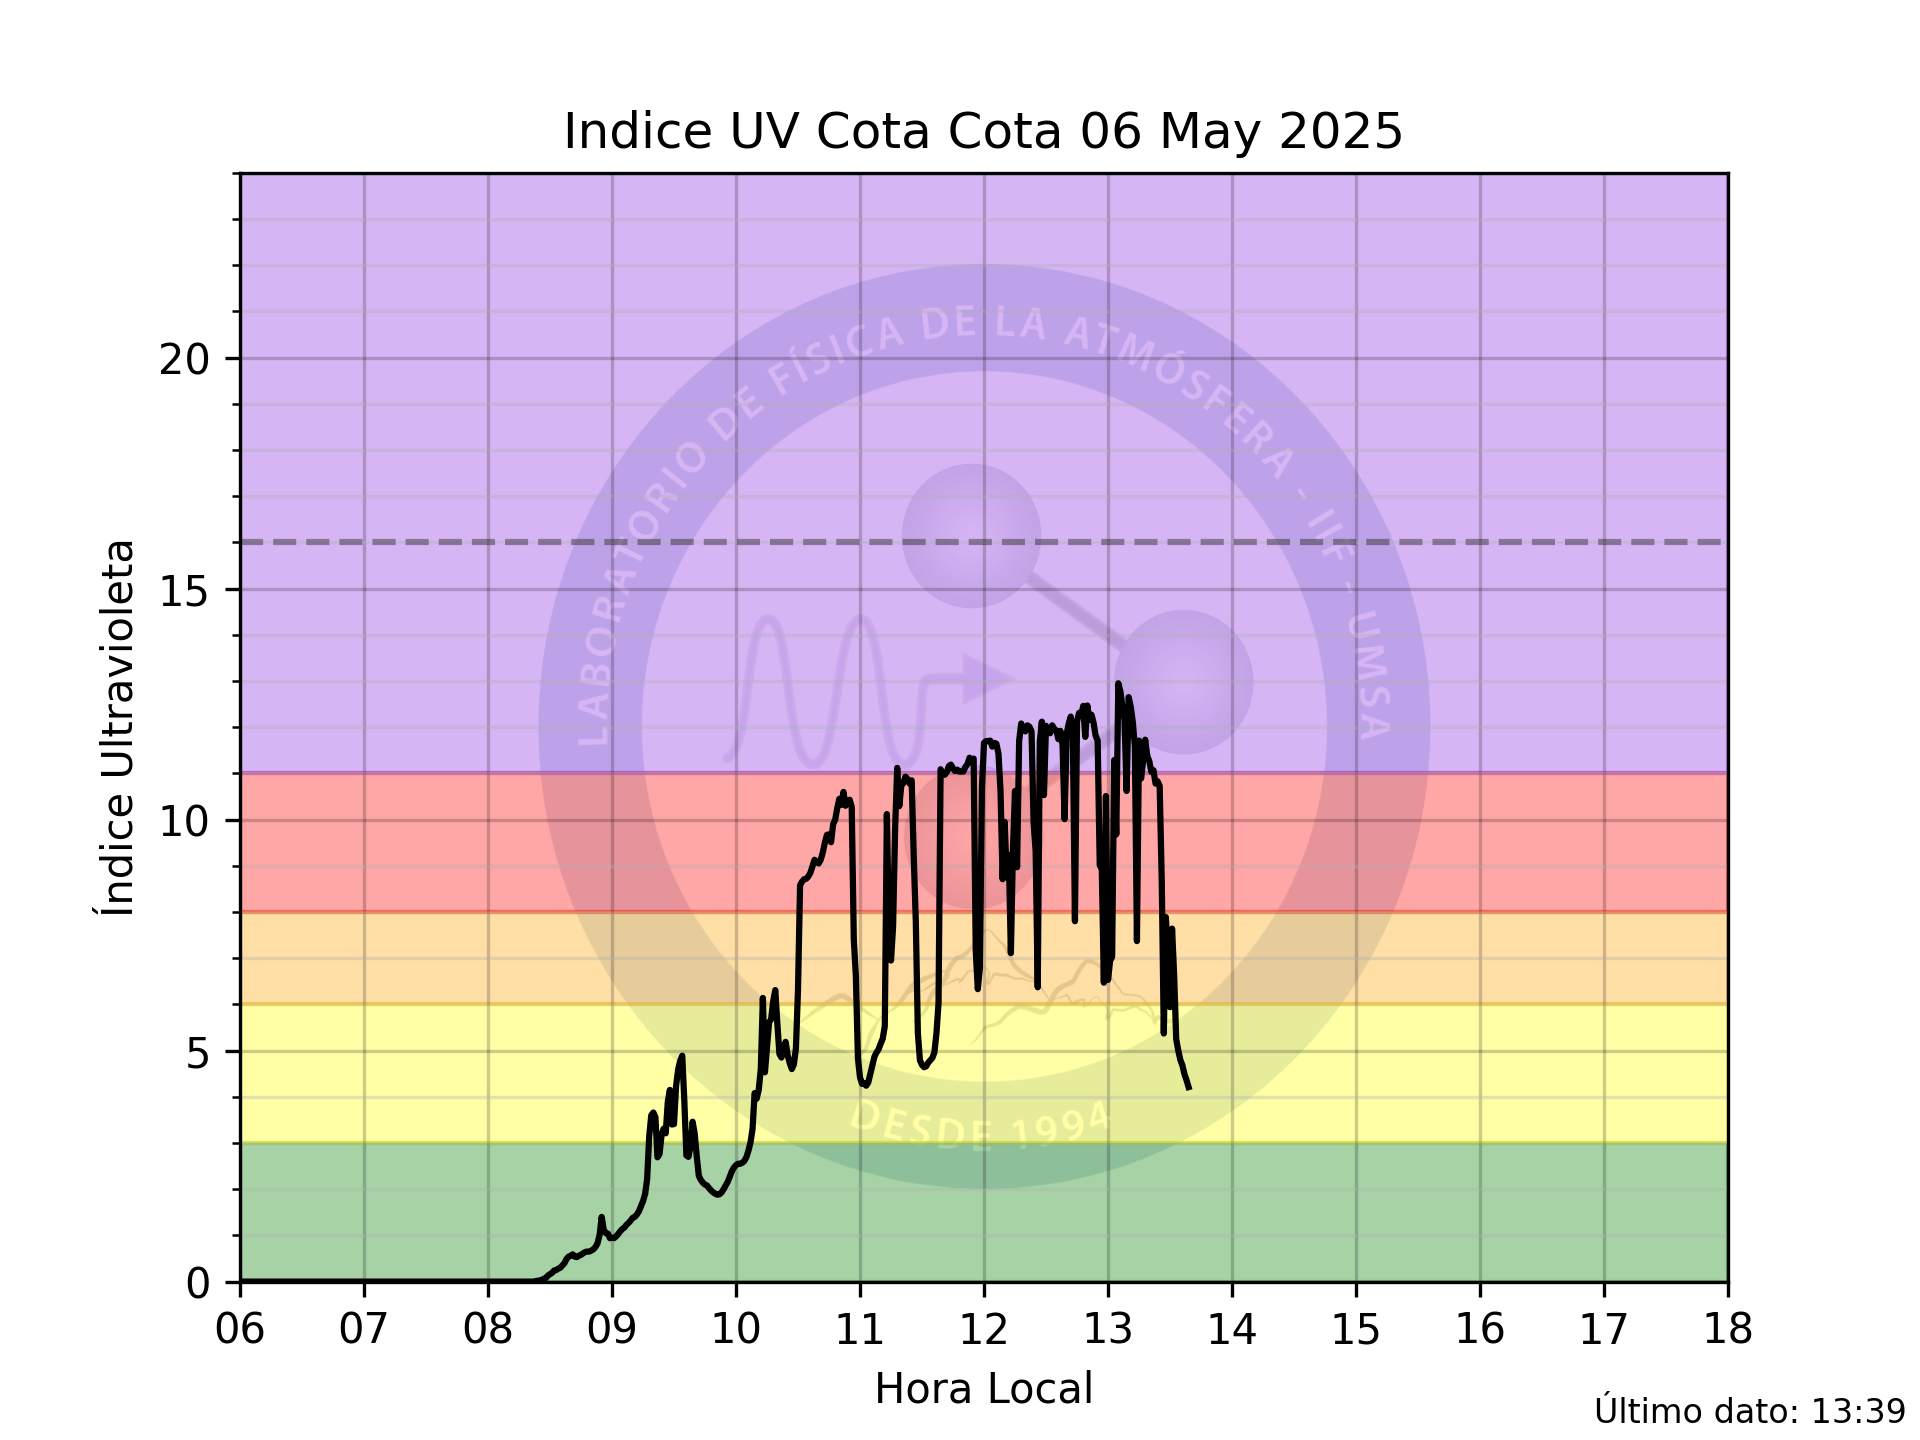 Indice UV Cota Cota 06 May 2025
LABORATORIO DE FÍSICA DE LA ATMÓSFERA - IIF - UMSA
DESDE 1994
Índice Ultravioleta
20
15
10
5
0
06 07 08 09 10 11 12 13 14 15 16 17 18
Hora Local
Último dato: 13:39